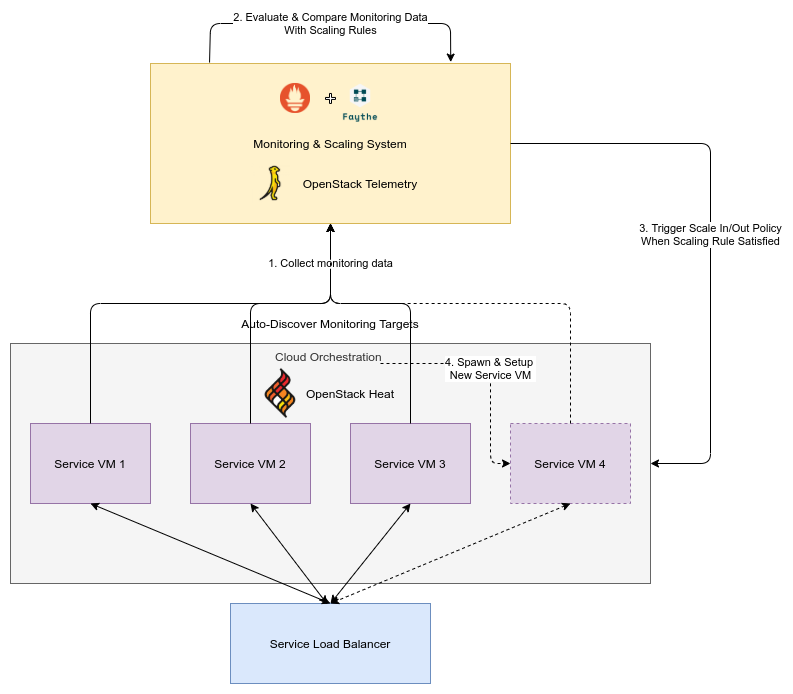 2. Evaluate & Compare Monitoring Data
With Scaling Rules
Faythe
Monitoring & Scaling System
OpenStack Telemetry
3. Trigger Scale In/Out Policy
When Scaling Rule Satisfied
1. Collect monitoring data
Auto-Discover Monitoring Targets
Cloud Orchestration
4. Spawn & Setup
New Service VM
OpenStack Heat
Service VM 1
Service VM 2
Service VM 3
Service VM 4
Service Load Balancer